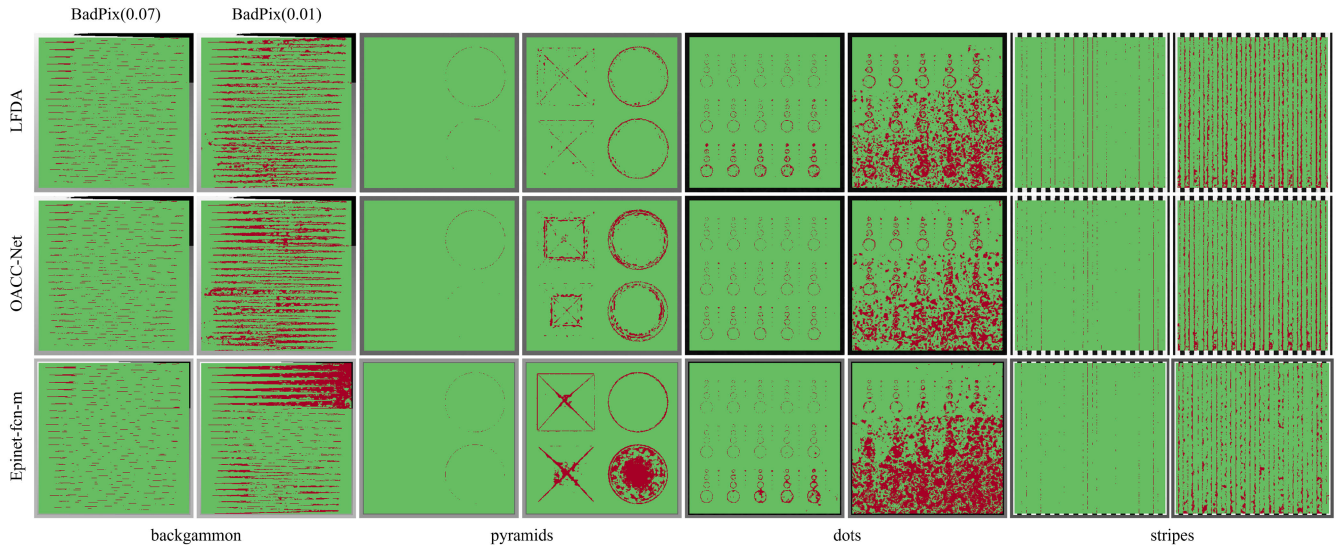 BadPix(0.07) BadPix(0.01)
LFDA
OACC-Net
Epinet-fcn-m
backgammon pyramids dots stripes